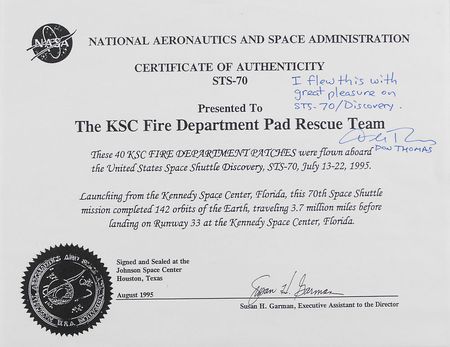 NASA
NATIONAL AERONAUTICS AND SPACE ADMINISTRATION
CERTIFICATE OF AUTHENTICITY
STS-70
I flew this with
great pleasure on
STS-70/Discovery.
Presented To
The KSC Fire Department Pad Rescue Team
DON THOMAS
These 40 KSC FIRE DEPARTMENT PATCHES were flown aboard
the United States Space Shuttle Discovery, STS-70, July 13-22, 1995.
Launching from the Kennedy Space Center, Florida, this 70th Space Shuttle
mission completed 142 orbits of the Earth, traveling 3.7 million miles before
landing on Runway 33 at the Kennedy Space Center, Florida.
Signed and Sealed at the
Johnson Space Center
Houston, Texas
August 1995
Susan H. Garman
Susan H. Garman, Executive Assistant to the Director